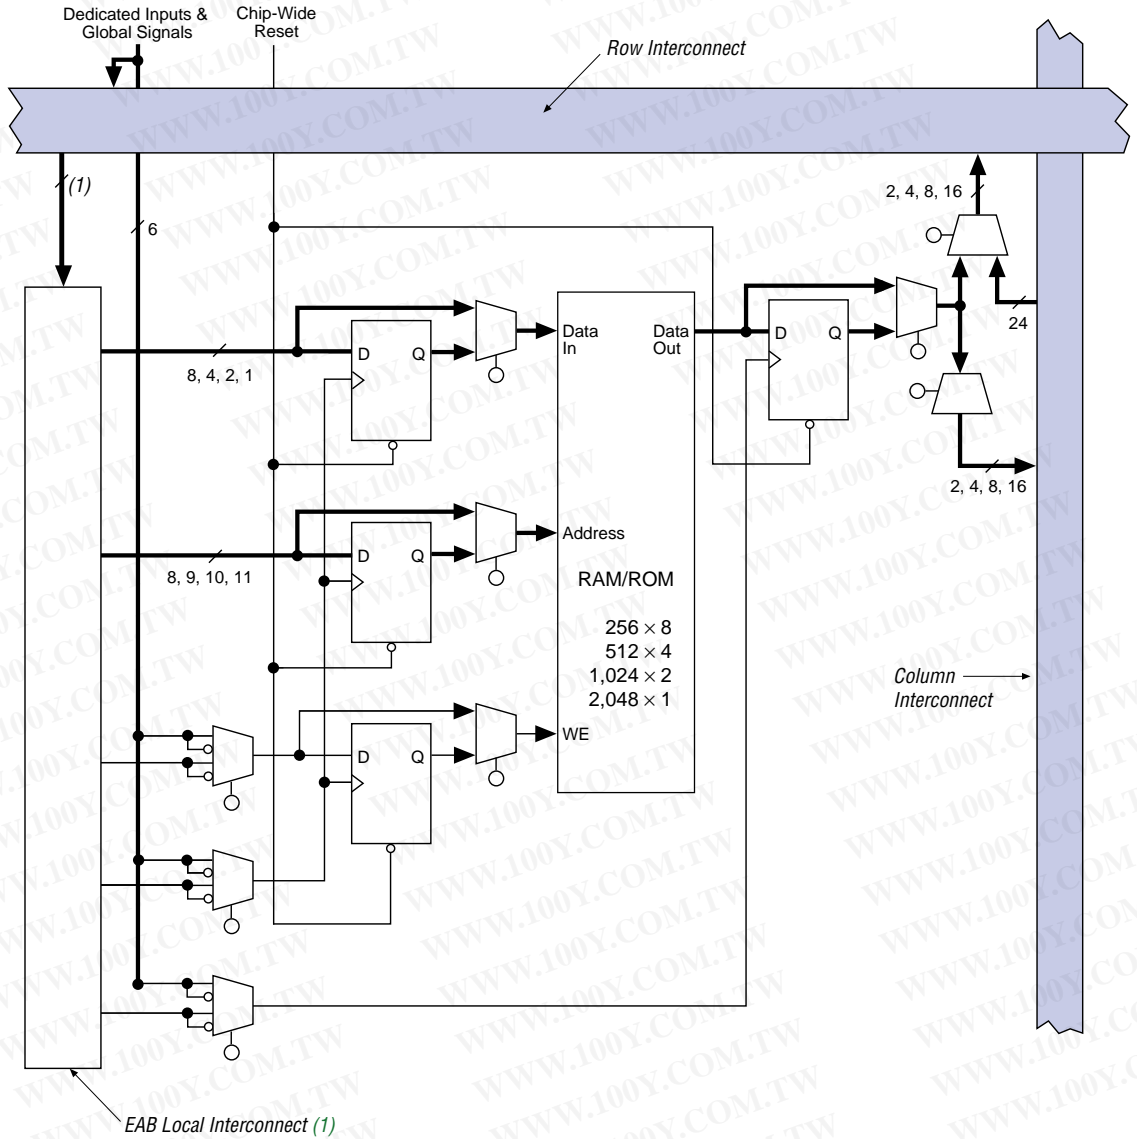 Dedicated Inputs &
Global Signals
Chip-Wide
Reset
Row Interconnect
(1)
6
2, 4, 8, 16
24
8, 4, 2, 1
D
Q
Data
In
Data
Out
D
Q
2, 4, 8, 16
8, 9, 10, 11
D
Q
Address
RAM/ROM
256 × 8
512 × 4
1,024 × 2
2,048 × 1
Column
Interconnect
D
Q
WE
EAB Local Interconnect (1)
WWW.100Y.COM.TW